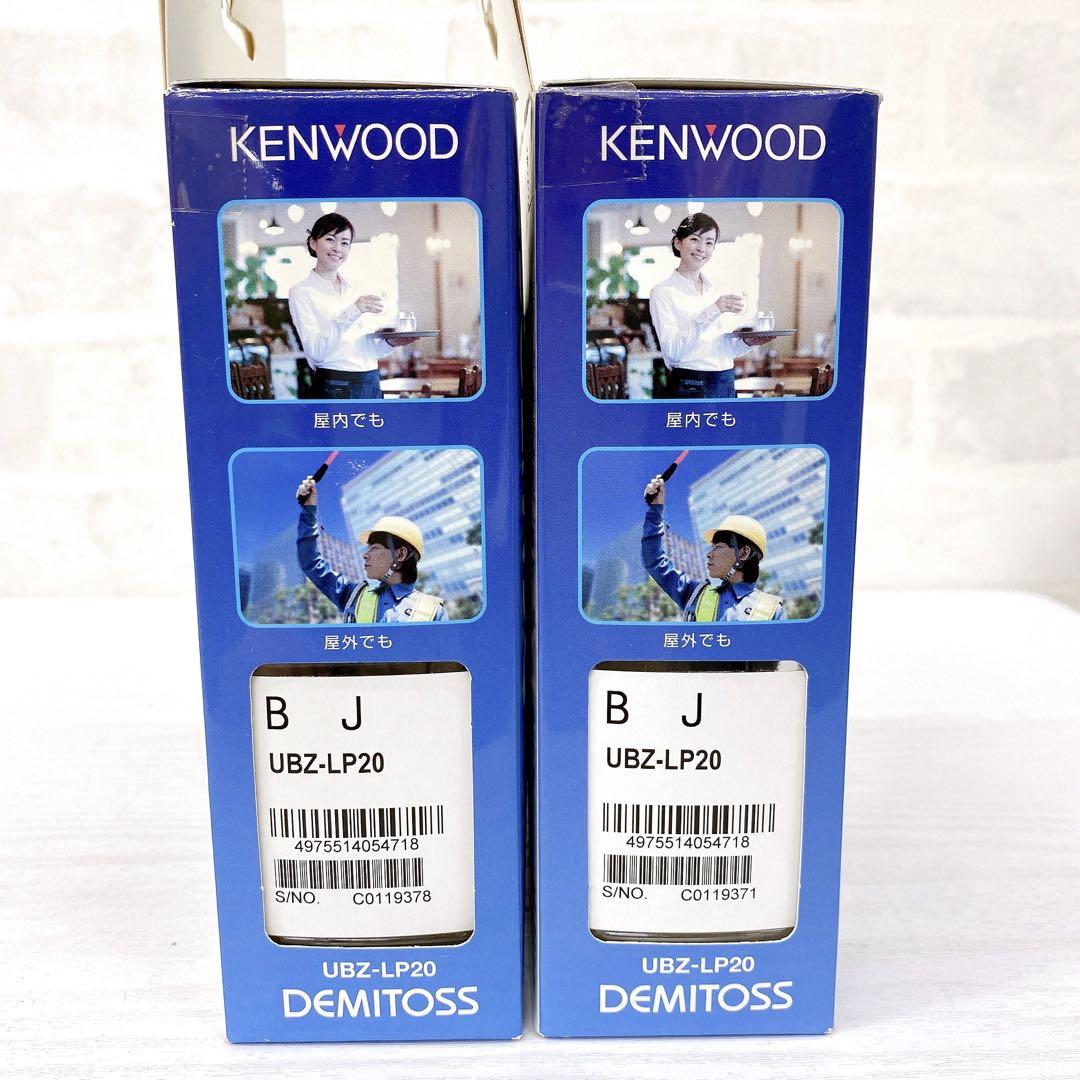 KENWOOD
屋内でも
屋外でも
B J
UBZ-LP20
4975514054718
S/NO. C0119378
UBZ-LP20
DEMITOSS
KENWOOD
屋内でも
屋外でも
B J
UBZ-LP20
4975514054718
S/NO. C0119371
UBZ-LP20
DEMITOSS